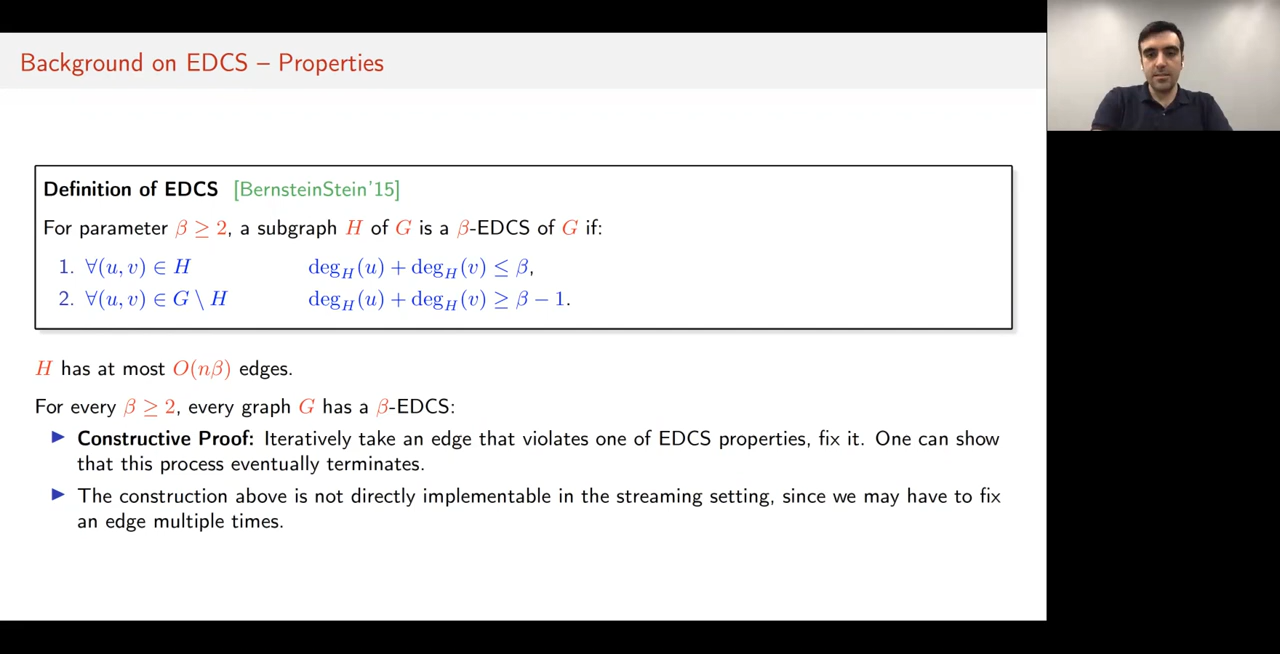 Background on EDCS – Properties
Definition of EDCS [BernsteinStein'15]
For parameter β ≥ 2, a subgraph H of G is a β-EDCS of G if:
1. ∀(u, v) ∈ H deg_H(u) + deg_H(v) ≤ β,
2. ∀(u, v) ∈ G \ H deg_H(u) + deg_H(v) ≥ β − 1.
H has at most O(nβ) edges.
For every β ≥ 2, every graph G has a β-EDCS:
▶ Constructive Proof: Iteratively take an edge that violates one of EDCS properties, fix it. One can show
that this process eventually terminates.
▶ The construction above is not directly implementable in the streaming setting, since we may have to fix
an edge multiple times.